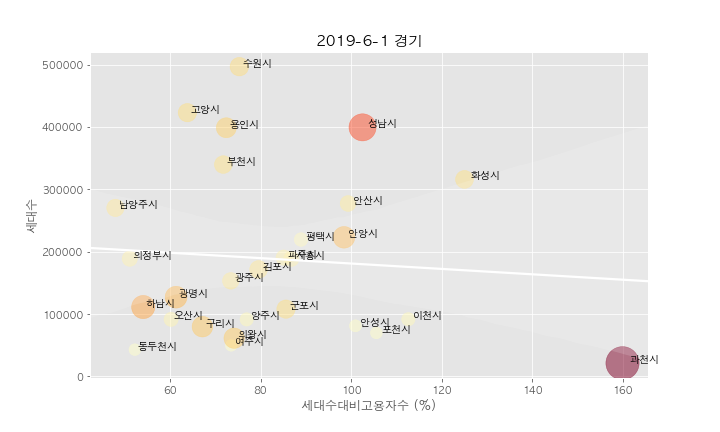 2019-6-1 경기
세대수
500000
400000
300000
200000
100000
0
수원시
고양시
용인시
성남시
부천시
화성시
안산시
남양주시
평택시
안양시
의정부시
김포시
광주시
광명시
하남시
군포시
오산시
구리시
양주시
안성시
이천시
포천시
의왕시
여주시
동두천시
과천시
60
80
100
120
140
160
세대수대비고용자수 (%)